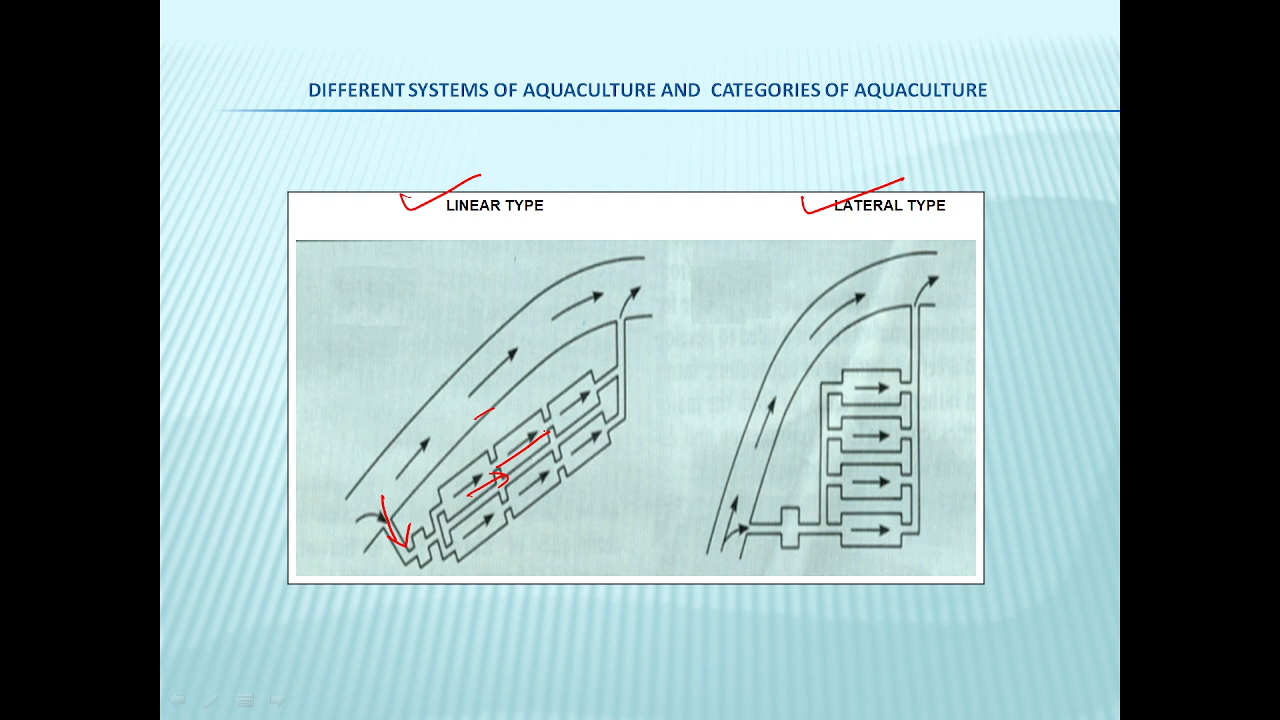 DIFFERENT SYSTEMS OF AQUACULTURE AND CATEGORIES OF AQUACULTURE
LINEAR TYPE
LATERAL TYPE